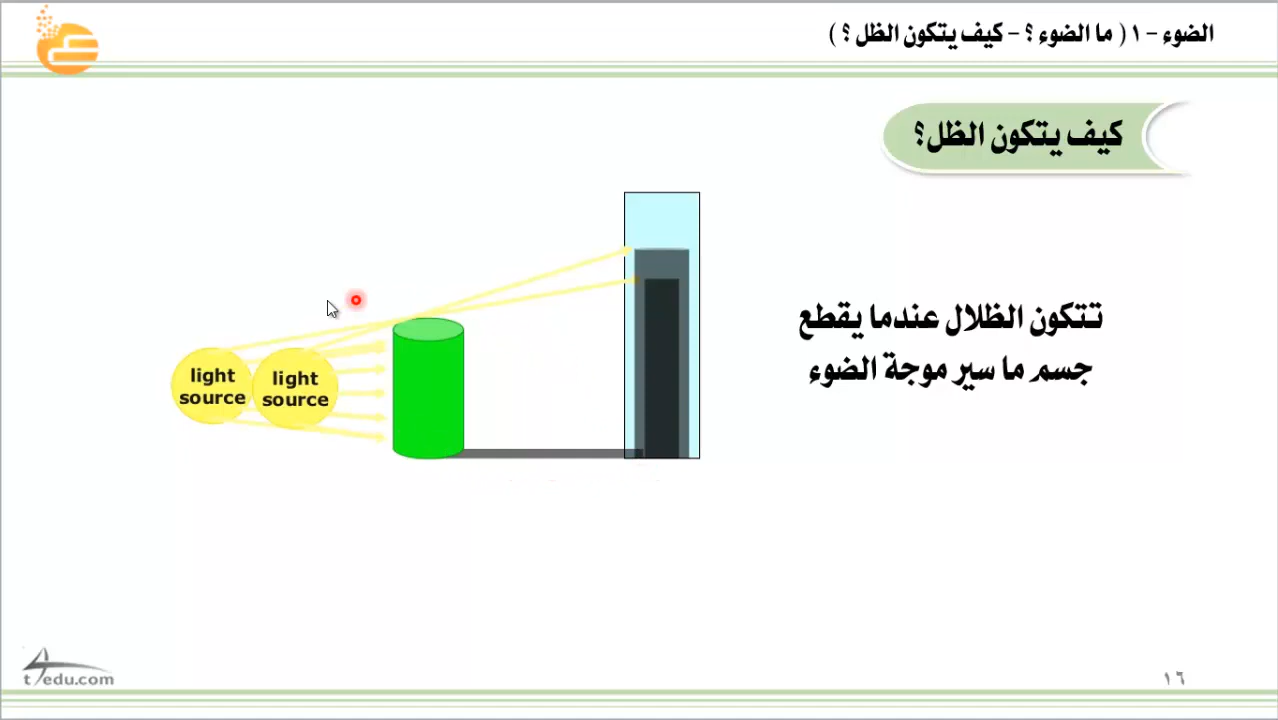 الضوء - ١ ( ما الضوء ؟ - كيف يتكون الظل ؟ )
كيف يتكون الظل؟
تتكون الظلال عندما يقطع
جسم ما سير موجة الضوء
light
source
light
source
t4edu.com
١٦